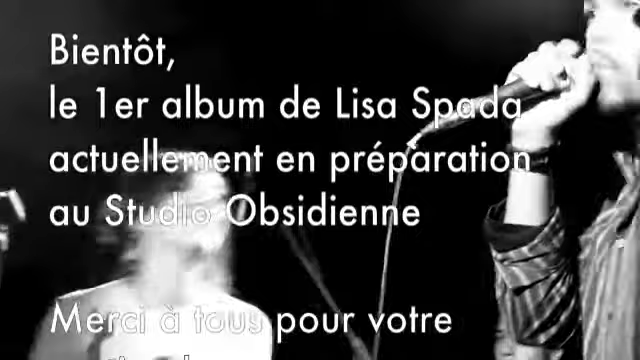 Bientôt,
le 1er album de Lisa Spada
actuellement en préparation
au Studio Obsidienne
Merci à tous pour votre